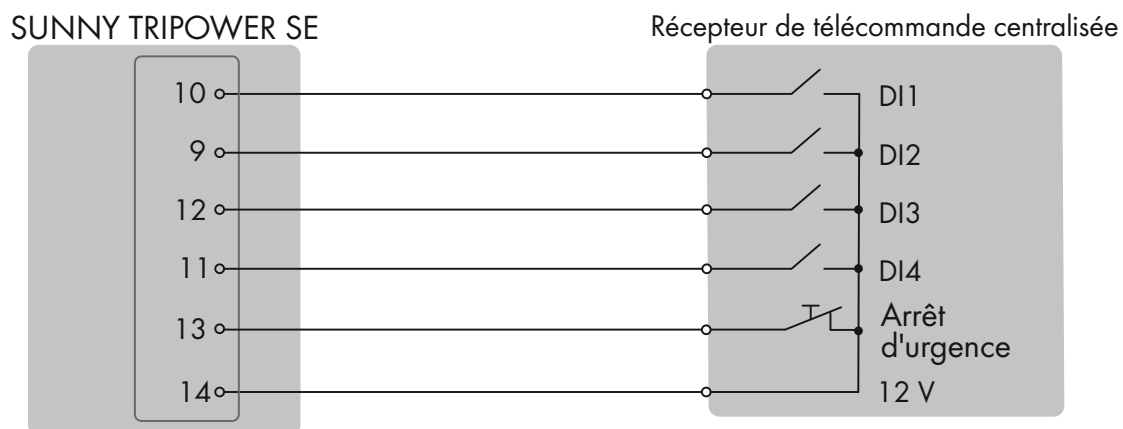 SUNNY TRIPOWER SE
Récepteur de télécommande centralisée
10
DI1
9
DI2
12
DI3
11
DI4
13
Arrêt
d'urgence
14
12 V